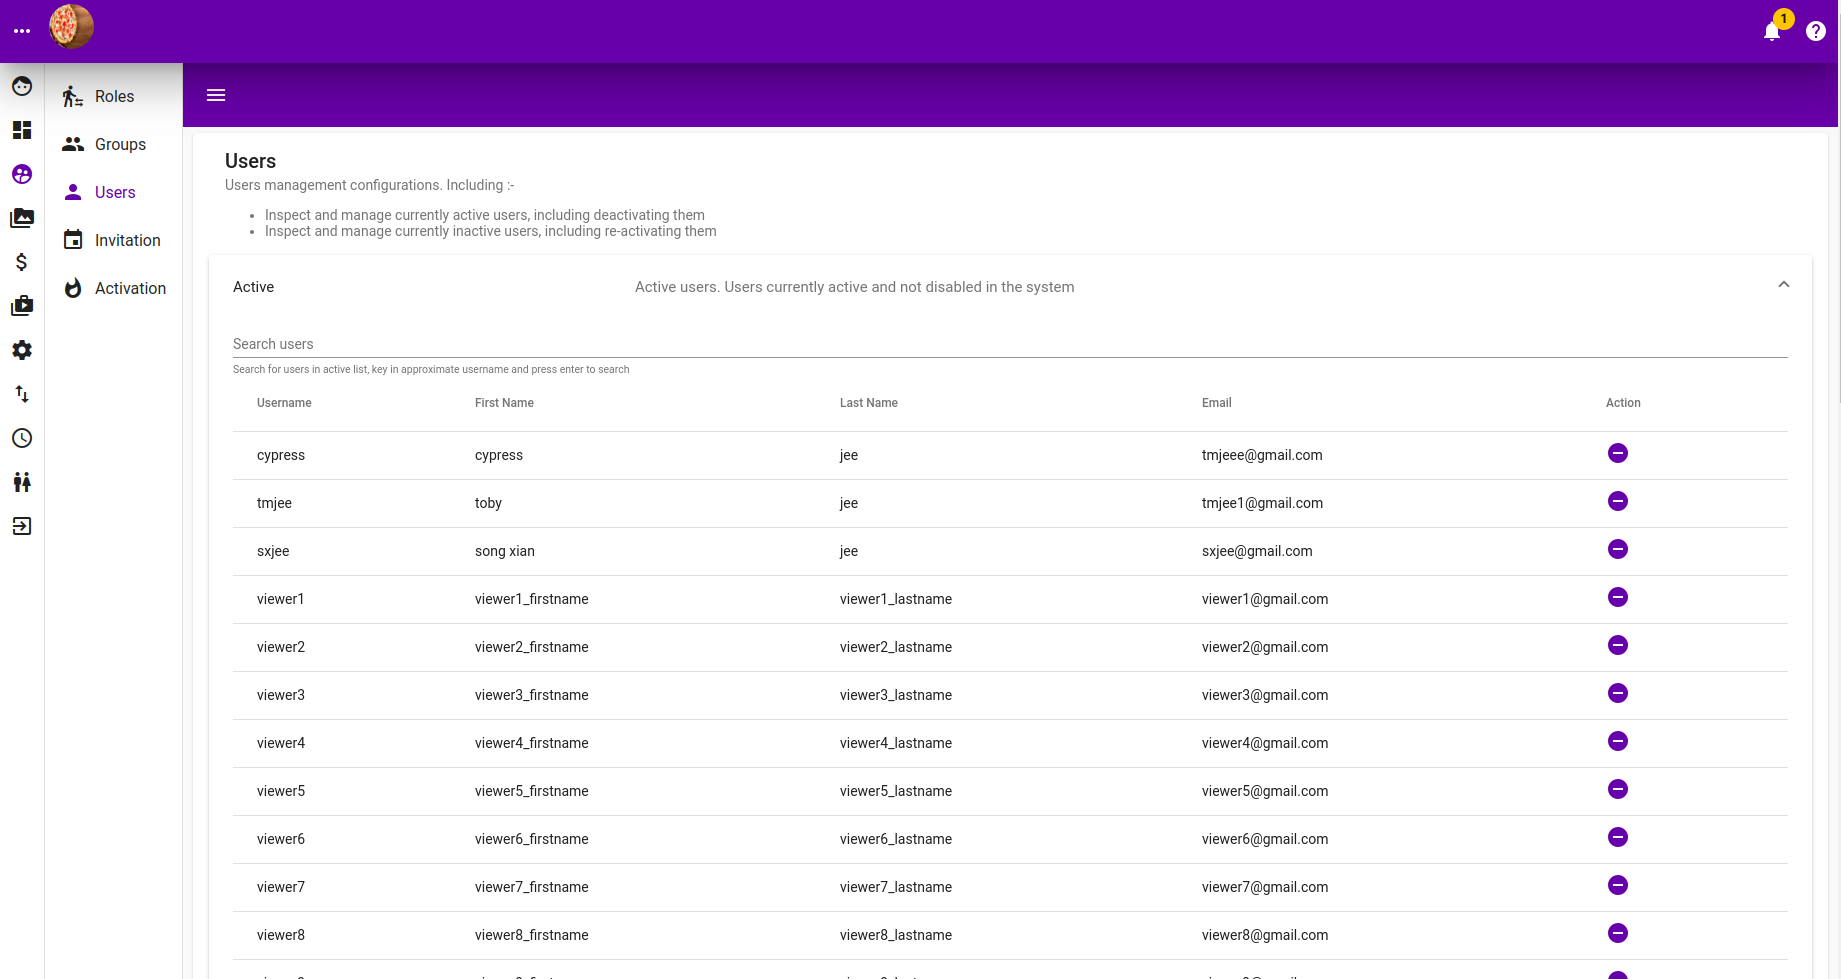 1
Roles
Groups
Users
Invitation
Activation
Users
Users management configurations. Including :-
• Inspect and manage currently active users, including deactivating them
• Inspect and manage currently inactive users, including re-activating them
Active Active users. Users currently active and not disabled in the system
Search users
Search for users in active list, key in approximate username and press enter to search
Username First Name Last Name Email Action
cypress cypress jee tmjeee@gmail.com
tmjee toby jee tmjee1@gmail.com
sxjee song xian jee sxjee@gmail.com
viewer1 viewer1_firstname viewer1_lastname viewer1@gmail.com
viewer2 viewer2_firstname viewer2_lastname viewer2@gmail.com
viewer3 viewer3_firstname viewer3_lastname viewer3@gmail.com
viewer4 viewer4_firstname viewer4_lastname viewer4@gmail.com
viewer5 viewer5_firstname viewer5_lastname viewer5@gmail.com
viewer6 viewer6_firstname viewer6_lastname viewer6@gmail.com
viewer7 viewer7_firstname viewer7_lastname viewer7@gmail.com
viewer8 viewer8_firstname viewer8_lastname viewer8@gmail.com